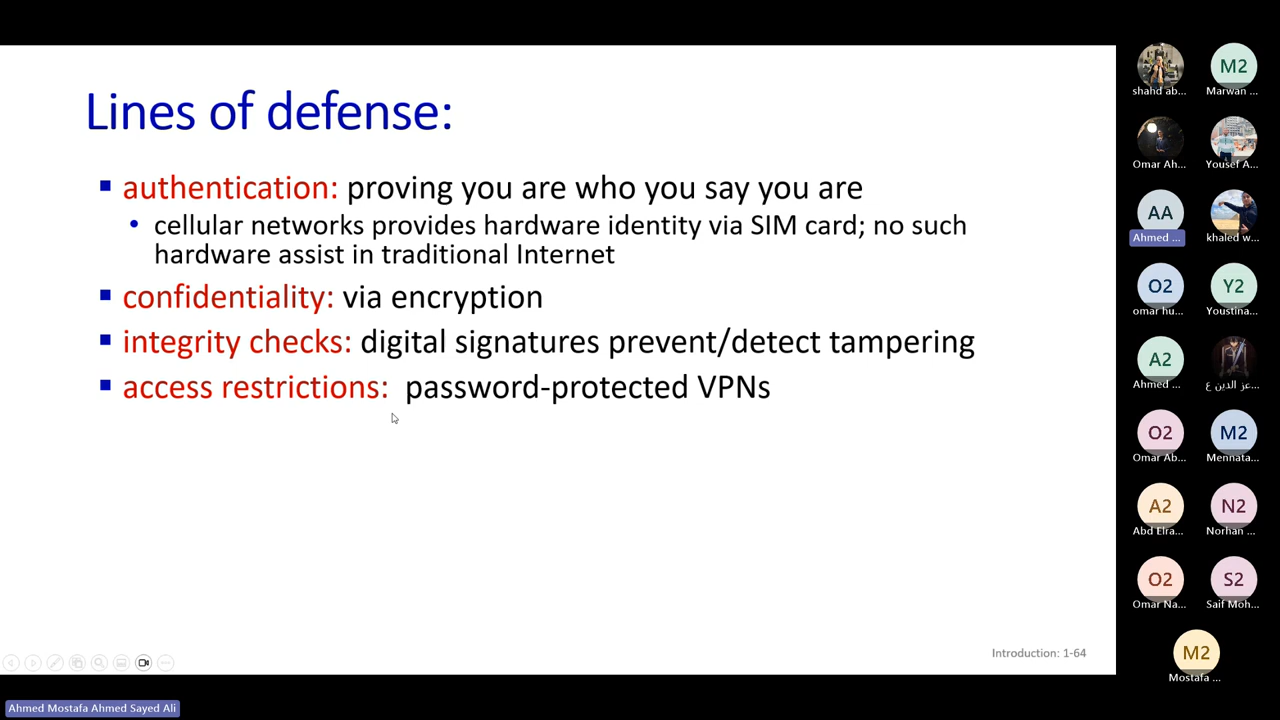 Lines of defense:
authentication: proving you are who you say you are
cellular networks provides hardware identity via SIM card; no such
hardware assist in traditional Internet
confidentiality: via encryption
integrity checks: digital signatures prevent/detect tampering
access restrictions: password-protected VPNs
Introduction: 1-64
shahd ab...
M2
Marwan ...
Omar Ah...
Yousef A...
AA
Ahmed ...
khaled w...
O2
omar hu...
Y2
Youstina...
A2
Ahmed ...
عز الدين ع...
O2
Omar Ab...
M2
Mennata...
A2
Abd Elra...
N2
Norhan ...
O2
Omar Na...
S2
Saif Moh...
M2
Mostafa ...
Ahmed Mostafa Ahmed Sayed Ali